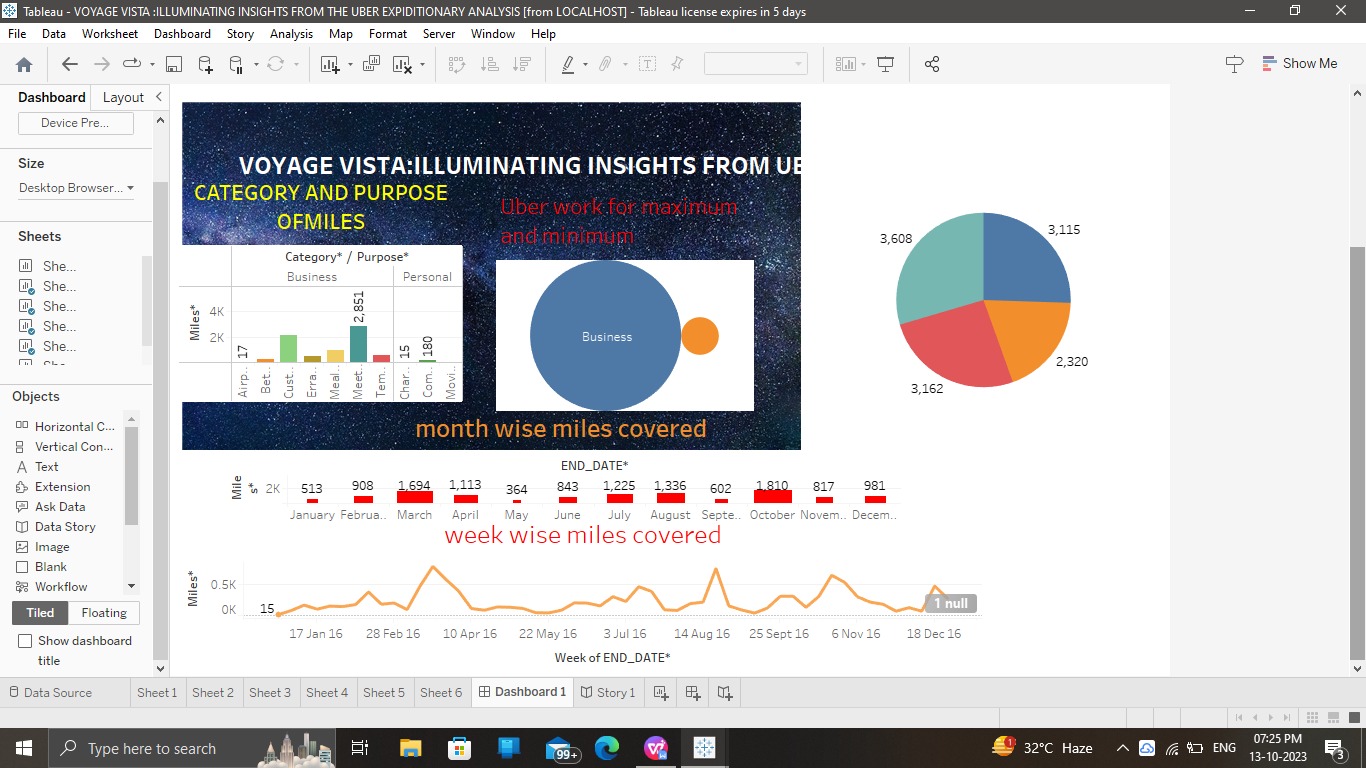 Tableau - VOYAGE VISTA :ILLUMINATING INSIGHTS FROM THE UBER EXPIDITIONARY ANALYSIS [from LOCALHOST] - Tableau license expires in 5 days
File Data Worksheet Dashboard Story Analysis Map Format Server Window Help
Show Me
Dashboard Layout
Device Pre...
Size
Desktop Browser...
Sheets
She...
She...
She...
She...
She...
Objects
Horizontal C...
Vertical Con...
Text
Extension
Ask Data
Data Story
Image
Blank
Workflow
Tiled Floating
Show dashboard
title
VOYAGE VISTA:ILLUMINATING INSIGHTS FROM UE
CATEGORY AND PURPOSE
OFMILES
Category* / Purpose*
Business Personal
Miles*
4K
2K
17 2,851 15 180
Airp.. Bet.. Cust.. Erra.. Meal.. Meet.. Tem.. Char.. Com.. Movi..
Uber work for maximum
and minimum
Business
3,608
3,115
2,320
3,162
month wise miles covered
END_DATE*
Mile
s*
2K
513 908 1,694 1,113 364 843 1,225 1,336 602 1,810 817 981
January Februa.. March April May June July August Septe.. October Novem.. Decem..
week wise miles covered
Miles*
0.5K
0K
15
1 null
17 Jan 16 28 Feb 16 10 Apr 16 22 May 16 3 Jul 16 14 Aug 16 25 Sept 16 6 Nov 16 18 Dec 16
Week of END_DATE*
Data Source Sheet 1 Sheet 2 Sheet 3 Sheet 4 Sheet 5 Sheet 6 Dashboard 1 Story 1
Type here to search
99+
1
32°C Haze
ENG
07:25 PM
13-10-2023
3